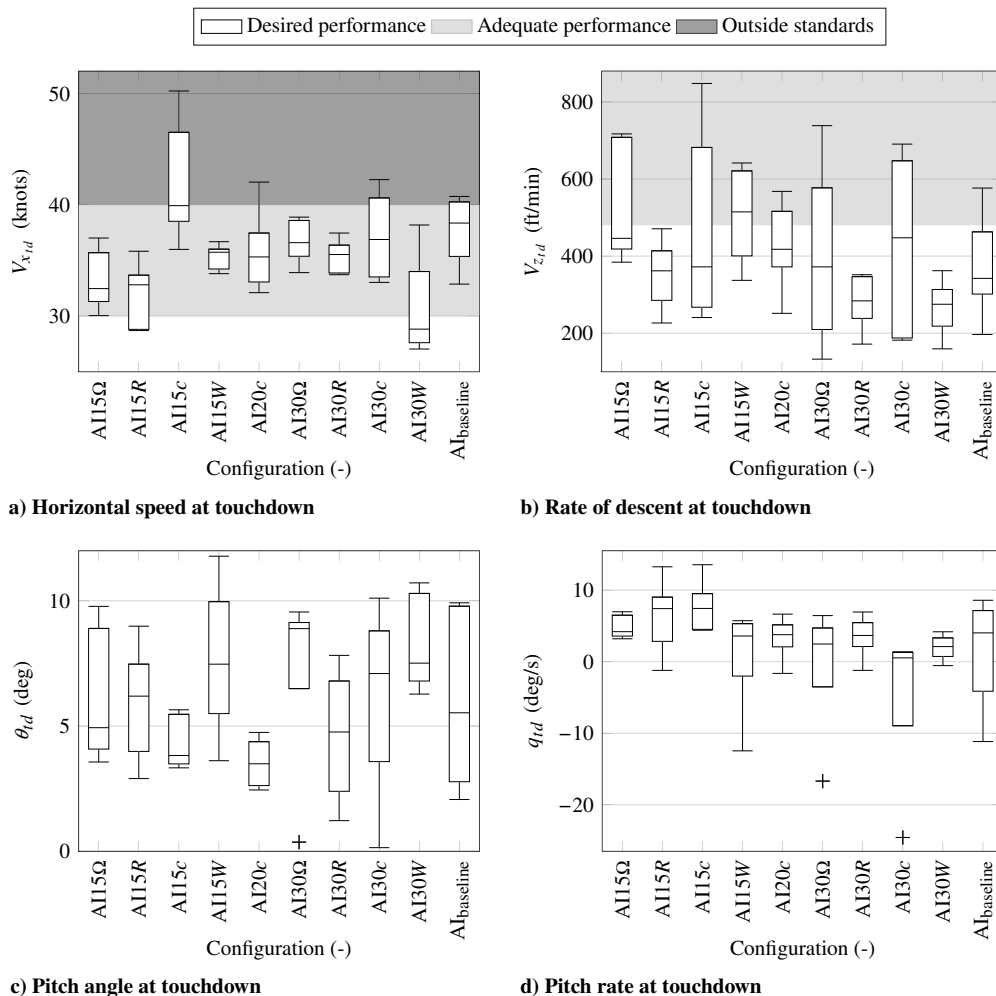 Desired performance Adequate performance Outside standards
50
40
30
V_{x_{td}} (knots)
AI15Ω AI15R AI15c AI15W AI20c AI30Ω AI30R AI30c AI30W AI_baseline
Configuration (-)
a) Horizontal speed at touchdown
800
600
400
200
V_{z_{td}} (ft/min)
AI15Ω AI15R AI15c AI15W AI20c AI30Ω AI30R AI30c AI30W AI_baseline
Configuration (-)
b) Rate of descent at touchdown
10
5
0
θ_{td} (deg)
AI15Ω AI15R AI15c AI15W AI20c AI30Ω AI30R AI30c AI30W AI_baseline
Configuration (-)
c) Pitch angle at touchdown
10
0
−10
−20
q_{td} (deg/s)
AI15Ω AI15R AI15c AI15W AI20c AI30Ω AI30R AI30c AI30W AI_baseline
Configuration (-)
d) Pitch rate at touchdown